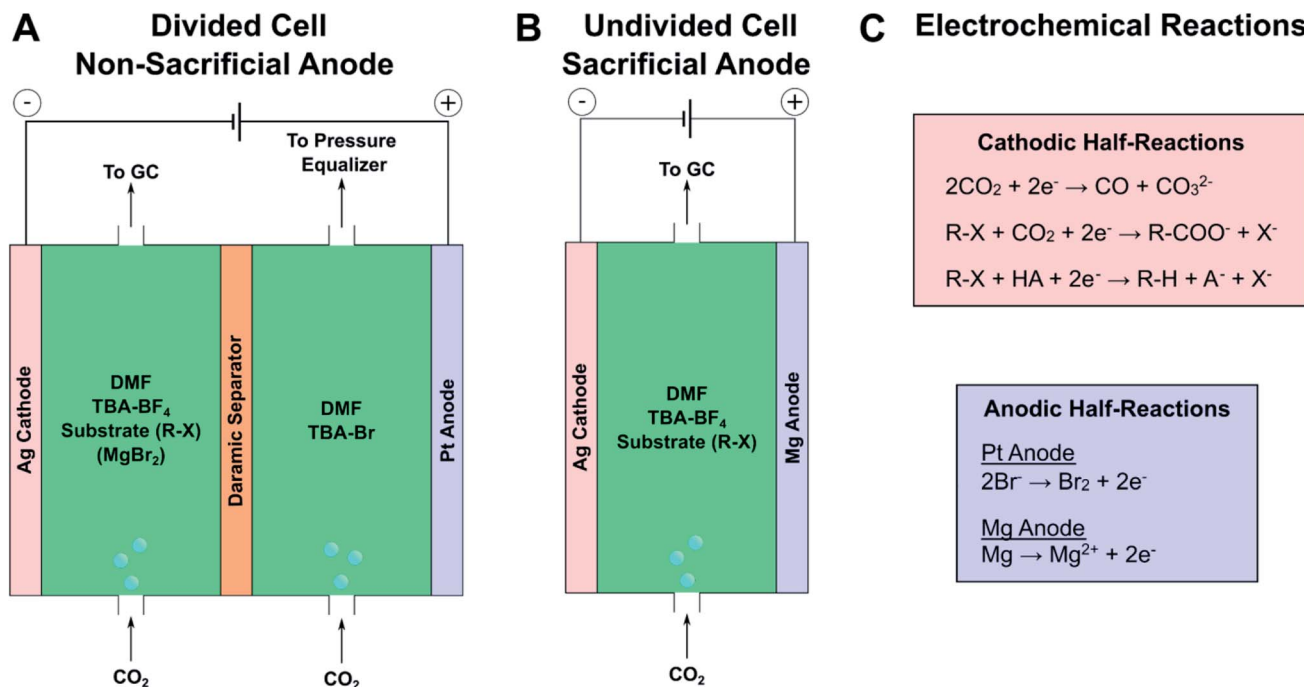 A
Divided Cell
Non-Sacrificial Anode
-
+
To GC
To Pressure
Equalizer
Ag Cathode
DMF
TBA-BF₄
Substrate (R-X)
(MgBr₂)
Daramic Separator
DMF
TBA-Br
Pt Anode
CO₂
CO₂
B
Undivided Cell
Sacrificial Anode
-
+
To GC
Ag Cathode
DMF
TBA-BF₄
Substrate (R-X)
Mg Anode
CO₂
C
Electrochemical Reactions
Cathodic Half-Reactions
2CO₂ + 2e⁻ → CO + CO₃²⁻
R-X + CO₂ + 2e⁻ → R-COO⁻ + X⁻
R-X + HA + 2e⁻ → R-H + A⁻ + X⁻
Anodic Half-Reactions
Pt Anode
2Br⁻ → Br₂ + 2e⁻
Mg Anode
Mg → Mg²⁺ + 2e⁻